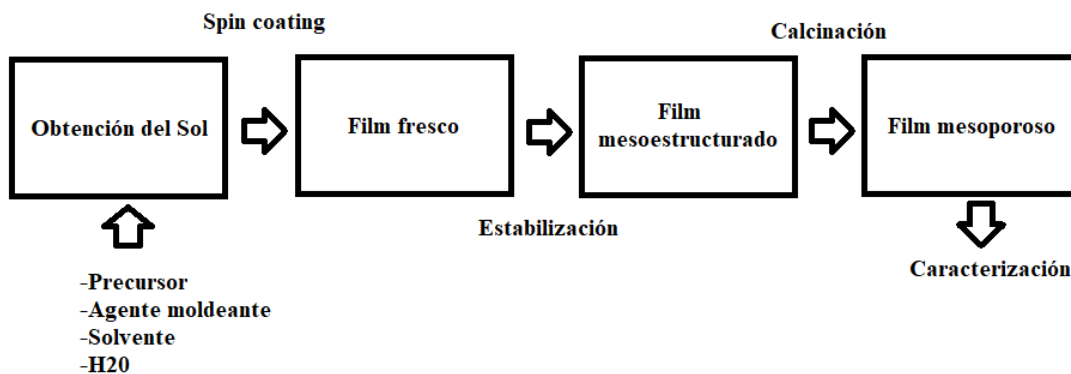 Spin coating
Calcinación
Obtención del Sol
Film fresco
Film
mesoestructurado
Film mesoporoso
Estabilización
Caracterización
-Precursor
-Agente moldeante
-Solvente
-H20